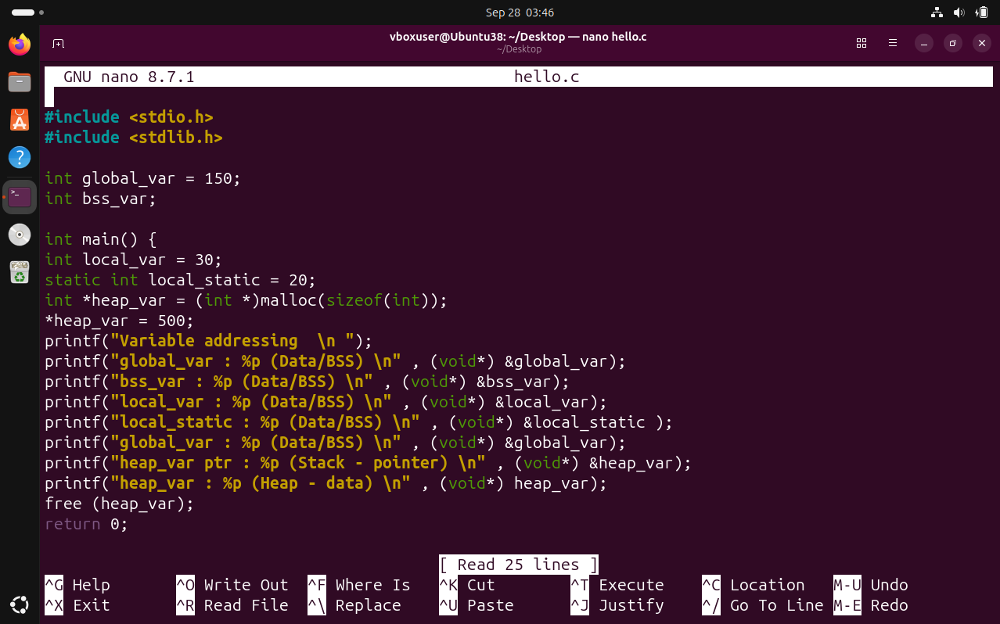 Sep 28 03:46
vboxuser@Ubuntu38: ~/Desktop — nano hello.c
~/Desktop
GNU nano 8.7.1 hello.c
#include <stdio.h>
#include <stdlib.h>
int global_var = 150;
int bss_var;
int main() {
int local_var = 30;
static int local_static = 20;
int *heap_var = (int *)malloc(sizeof(int));
*heap_var = 500;
printf("Variable addressing  \n ");
printf("global_var : %p (Data/BSS) \n" , (void*) &global_var);
printf("bss_var : %p (Data/BSS) \n" , (void*) &bss_var);
printf("local_var : %p (Data/BSS) \n" , (void*) &local_var);
printf("local_static : %p (Data/BSS) \n" , (void*) &local_static );
printf("global_var : %p (Data/BSS) \n" , (void*) &global_var);
printf("heap_var ptr : %p (Stack - pointer) \n" , (void*) &heap_var);
printf("heap_var : %p (Heap - data) \n" , (void*) heap_var);
free (heap_var);
return 0;
[ Read 25 lines ]
^G Help ^O Write Out ^F Where Is ^K Cut ^T Execute ^C Location M-U Undo
^X Exit ^R Read File ^\ Replace ^U Paste ^J Justify ^/ Go To Line M-E Redo